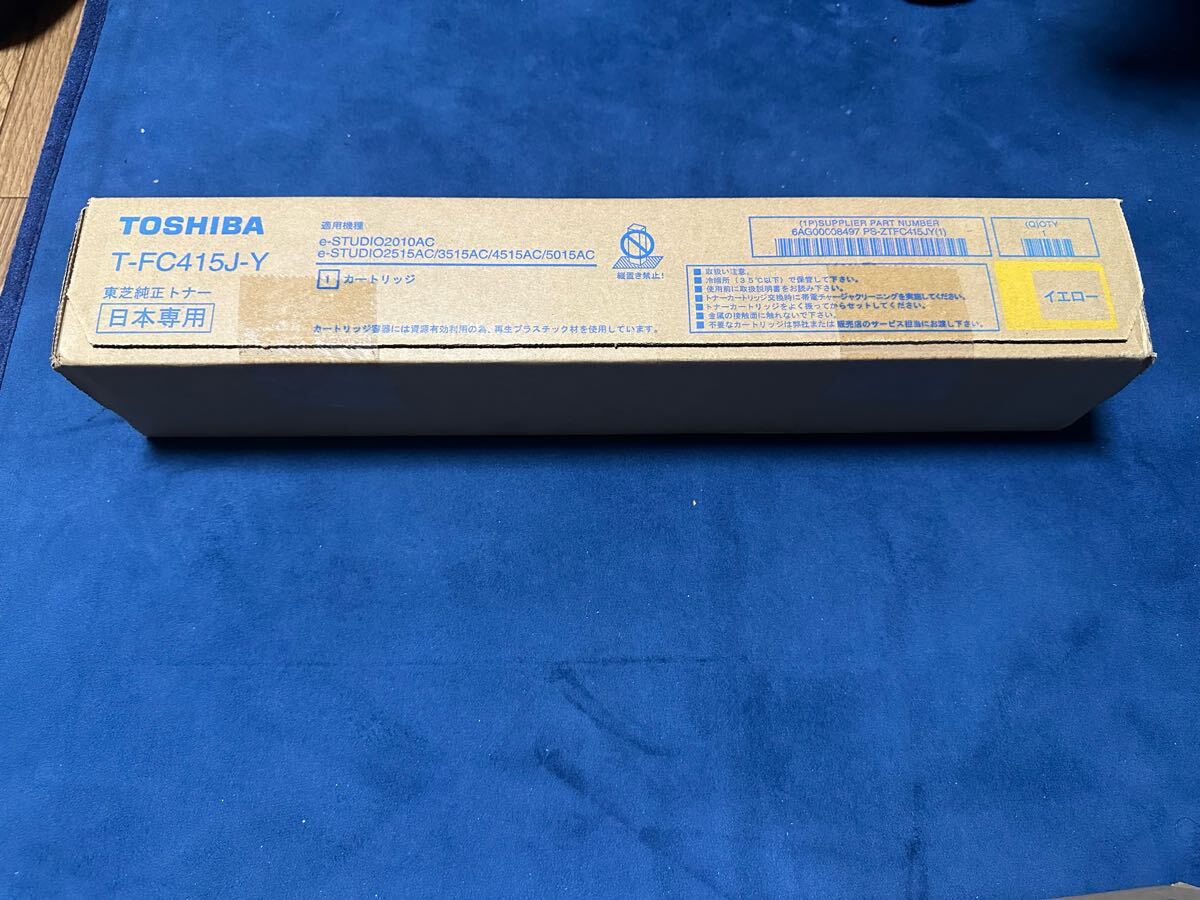 TOSHIBA
T-FC415J-Y
東芝純正トナー
日本専用
適用機種
e-STUDIO2010AC
e-STUDIO2515AC/3515AC/4515AC/5015AC
1 カートリッジ
カートリッジ容器には資源有効利用の為、再生プラスチック材を使用しています。
縦置き禁止!
(1P)SUPPLIER PART NUMBER
6AG00008497 PS-ZTFC415JY(1)
(Q)QTY
1
■ 取扱い注意。
■ 冷暗所(35℃以下)で保管して下さい。
■ 使用前に取扱説明書をお読み下さい。
■ トナーカートリッジ交換時に帯電チャージャクリーニングを実施してください。
■ トナーカートリッジをよく振ってからセットしてください。
■ 金属の接触面に触れないで下さい。
■ 不要なカートリッジは弊社または販売店のサービス担当にお渡し下さい。
イエロー